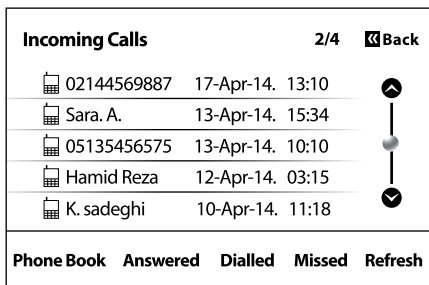 Incoming Calls 2/4 Back
02144569887 17-Apr-14. 13:10
Sara. A. 13-Apr-14. 15:34
05135456575 13-Apr-14. 10:10
Hamid Reza 12-Apr-14. 03:15
K. sadeghi 10-Apr-14. 11:18
Phone Book Answered Dialled Missed Refresh